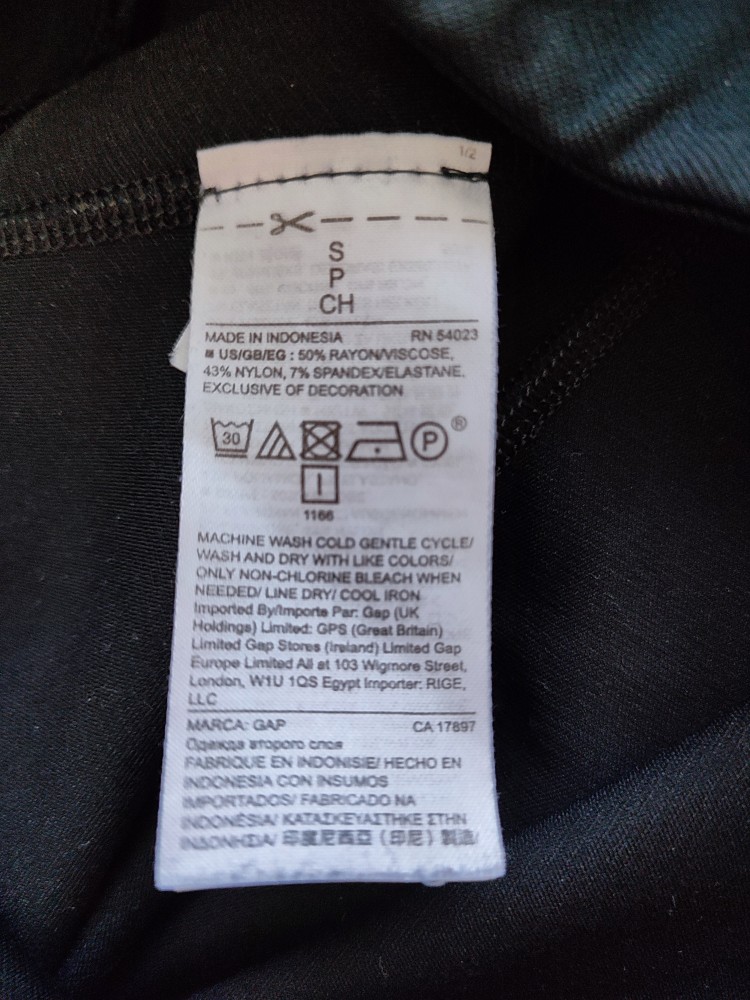 1/2
S
P
CH
MADE IN INDONESIA RN 54023
US/GB/EG : 50% RAYON/VISCOSE,
43% NYLON, 7% SPANDEX/ELASTANE,
EXCLUSIVE OF DECORATION
30 P ®
I
1166
MACHINE WASH COLD GENTLE CYCLE/
WASH AND DRY WITH LIKE COLORS/
ONLY NON-CHLORINE BLEACH WHEN
NEEDED/ LINE DRY/ COOL IRON
Imported By/Importe Par: Gap (UK
Holdings) Limited: GPS (Great Britain)
Limited Gap Stores (Ireland) Limited Gap
Europe Limited All at 103 Wigmore Street,
London, W1U 1QS Egypt Importer: RIGE,
LLC
MARCA: GAP CA 17897
Одежда второго слоя
FABRIQUE EN INDONISIE/ HECHO EN
INDONESIA CON INSUMOS
IMPORTADOS/ FABRICADO NA
INDONESIA/ ΚΑΤΑΣΚΕΥΑΣΤΗΚΕ ΣΤΗΝ
ΙΝΔΟΝΗΣΙΑ/ 印度尼西亞 (印尼) 製造/